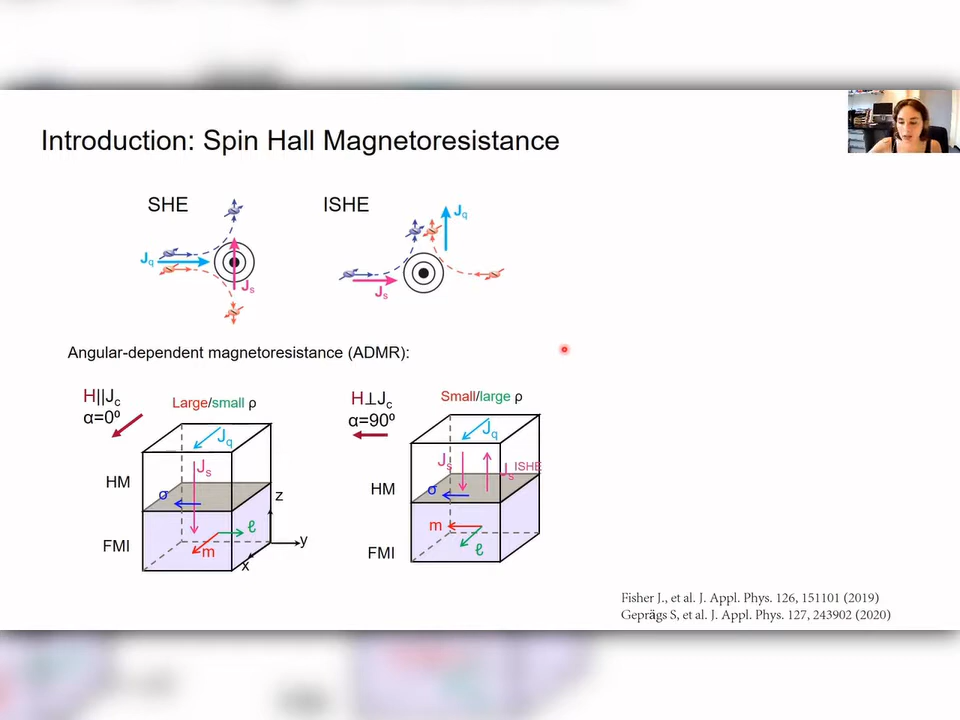 Introduction: Spin Hall Magnetoresistance
SHE
ISHE
Jq
Js
Jq
Js
Angular-dependent magnetoresistance (ADMR):
H||Jc
α=0º
Large/small ρ
Jq
Js
HM
σ
z
ℓ
FMI
m
y
x
H⊥Jc
α=90º
Small/large ρ
Jq
Js
JsISHE
HM
σ
m
ℓ
FMI
Fisher J., et al. J. Appl. Phys. 126, 151101 (2019)
Geprägs S, et al. J. Appl. Phys. 127, 243902 (2020)